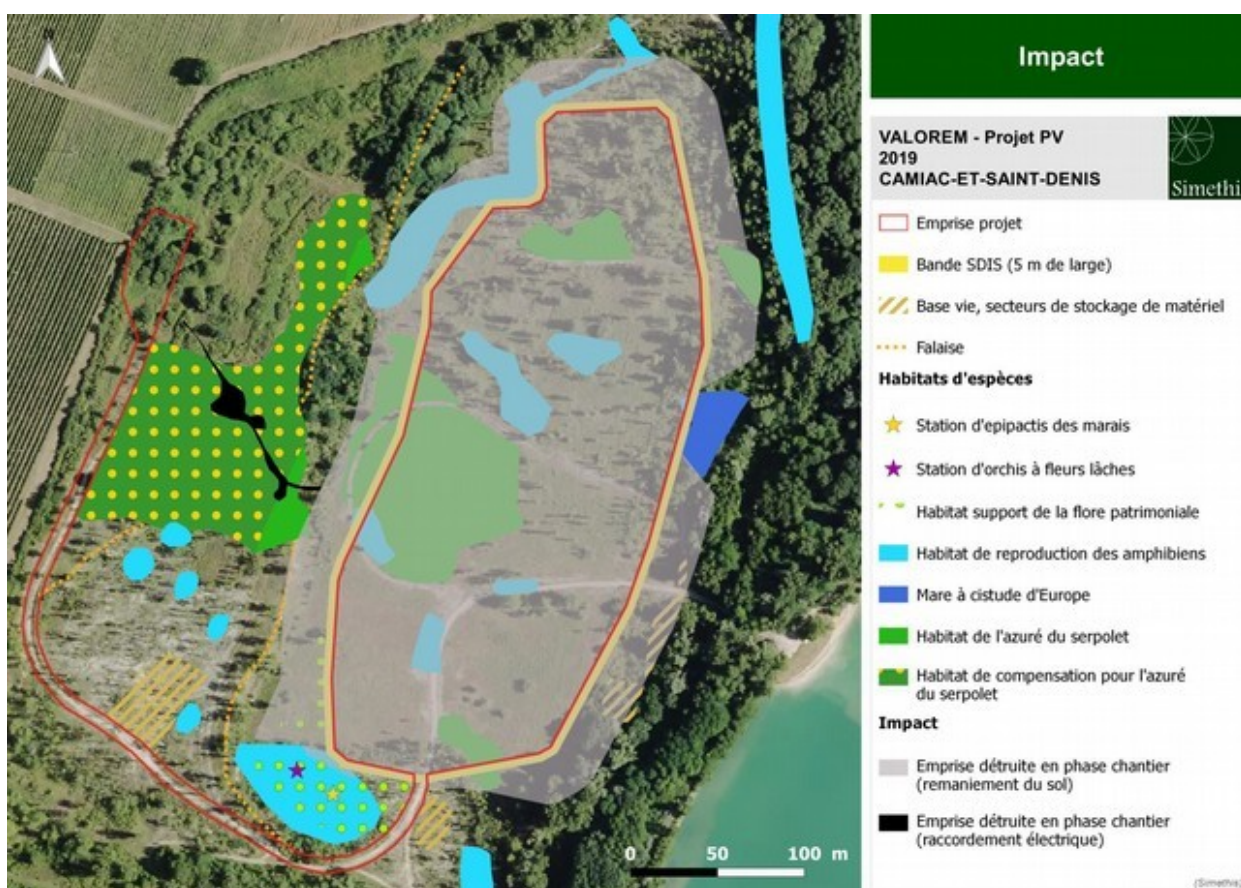 N
Impact
VALOREM - Projet PV
2019
CAMIAC-ET-SAINT-DENIS
Simethi
Emprise projet
Bande SDIS (5 m de large)
Base vie, secteurs de stockage de matériel
Falaise
Habitats d'espèces
Station d'epipactis des marais
Station d'orchis à fleurs lâches
Habitat support de la flore patrimoniale
Habitat de reproduction des amphibiens
Mare à cistude d'Europe
Habitat de l'azuré du serpolet
Habitat de compensation pour l'azuré
du serpolet
Impact
Emprise détruite en phase chantier
(remaniement du sol)
Emprise détruite en phase chantier
(raccordement électrique)
0 50 100 m
(Simethis)